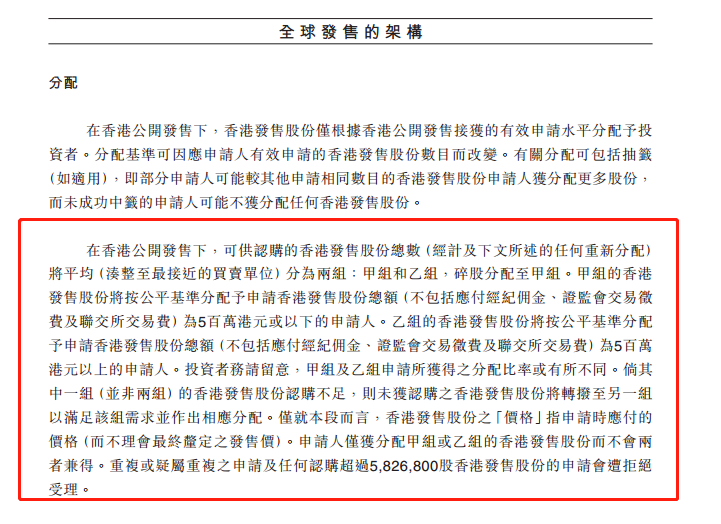 全球發售的架構
分配
在香港公開發售下，香港發售股份僅根據香港公開發售接獲的有效申請水平分配予投
資者。分配基準可因應申請人有效申請的香港發售股份數目而改變。有關分配可包括抽籤
(如適用)，即部分申請人可能較其他申請相同數目的香港發售股份申請人獲分配更多股份，
而未成功中籤的申請人可能不獲分配任何香港發售股份。
在香港公開發售下，可供認購的香港發售股份總數 (經計及下文所述的任何重新分配)
將平均 (湊整至最接近的買賣單位) 分為兩組：甲組和乙組，碎股分配至甲組。甲組的香港
發售股份將按公平基準分配予申請香港發售股份總額 (不包括應付經紀佣金、證監會交易徵
費及聯交所交易費) 為5百萬港元或以下的申請人。乙組的香港發售股份將按公平基準分配
予申請香港發售股份總額 (不包括應付經紀佣金、證監會交易徵費及聯交所交易費) 為5百萬
港元以上的申請人。投資者務請留意，甲組及乙組申請所獲得之分配比率或有所不同。倘其
中一組 (並非兩組) 的香港發售股份認購不足，則未獲認購之香港發售股份將轉撥至另一組
以滿足該組需求並作出相應分配。僅就本段而言，香港發售股份之「價格」指申請時應付的
價格 (而不理會最終釐定之發售價)。申請人僅獲分配甲組或乙組的香港發售股份而不會兩
者兼得。重複或疑屬重複之申請及任何認購超過5,826,800股香港發售股份的申請會遭拒絕
受理。